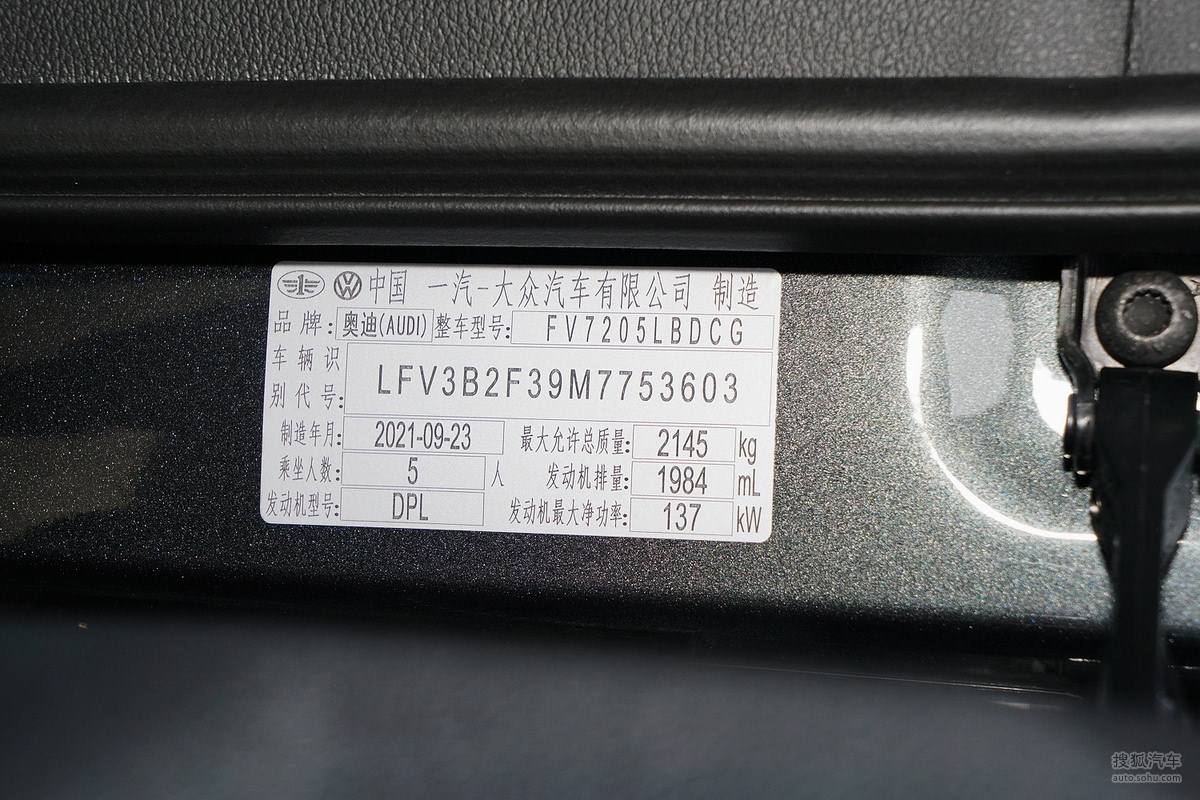 中国 一汽-大众汽车有限公司 制造
品牌: 奥迪(AUDI) 整车型号: FV7205LBDCG
车辆识别代号: LFV3B2F39M7753603
制造年月: 2021-09-23 最大允许总质量: 2145 kg
乘坐人数: 5 人 发动机排量: 1984 mL
发动机型号: DPL 发动机最大净功率: 137 kW
搜狐汽车
auto.sohu.com